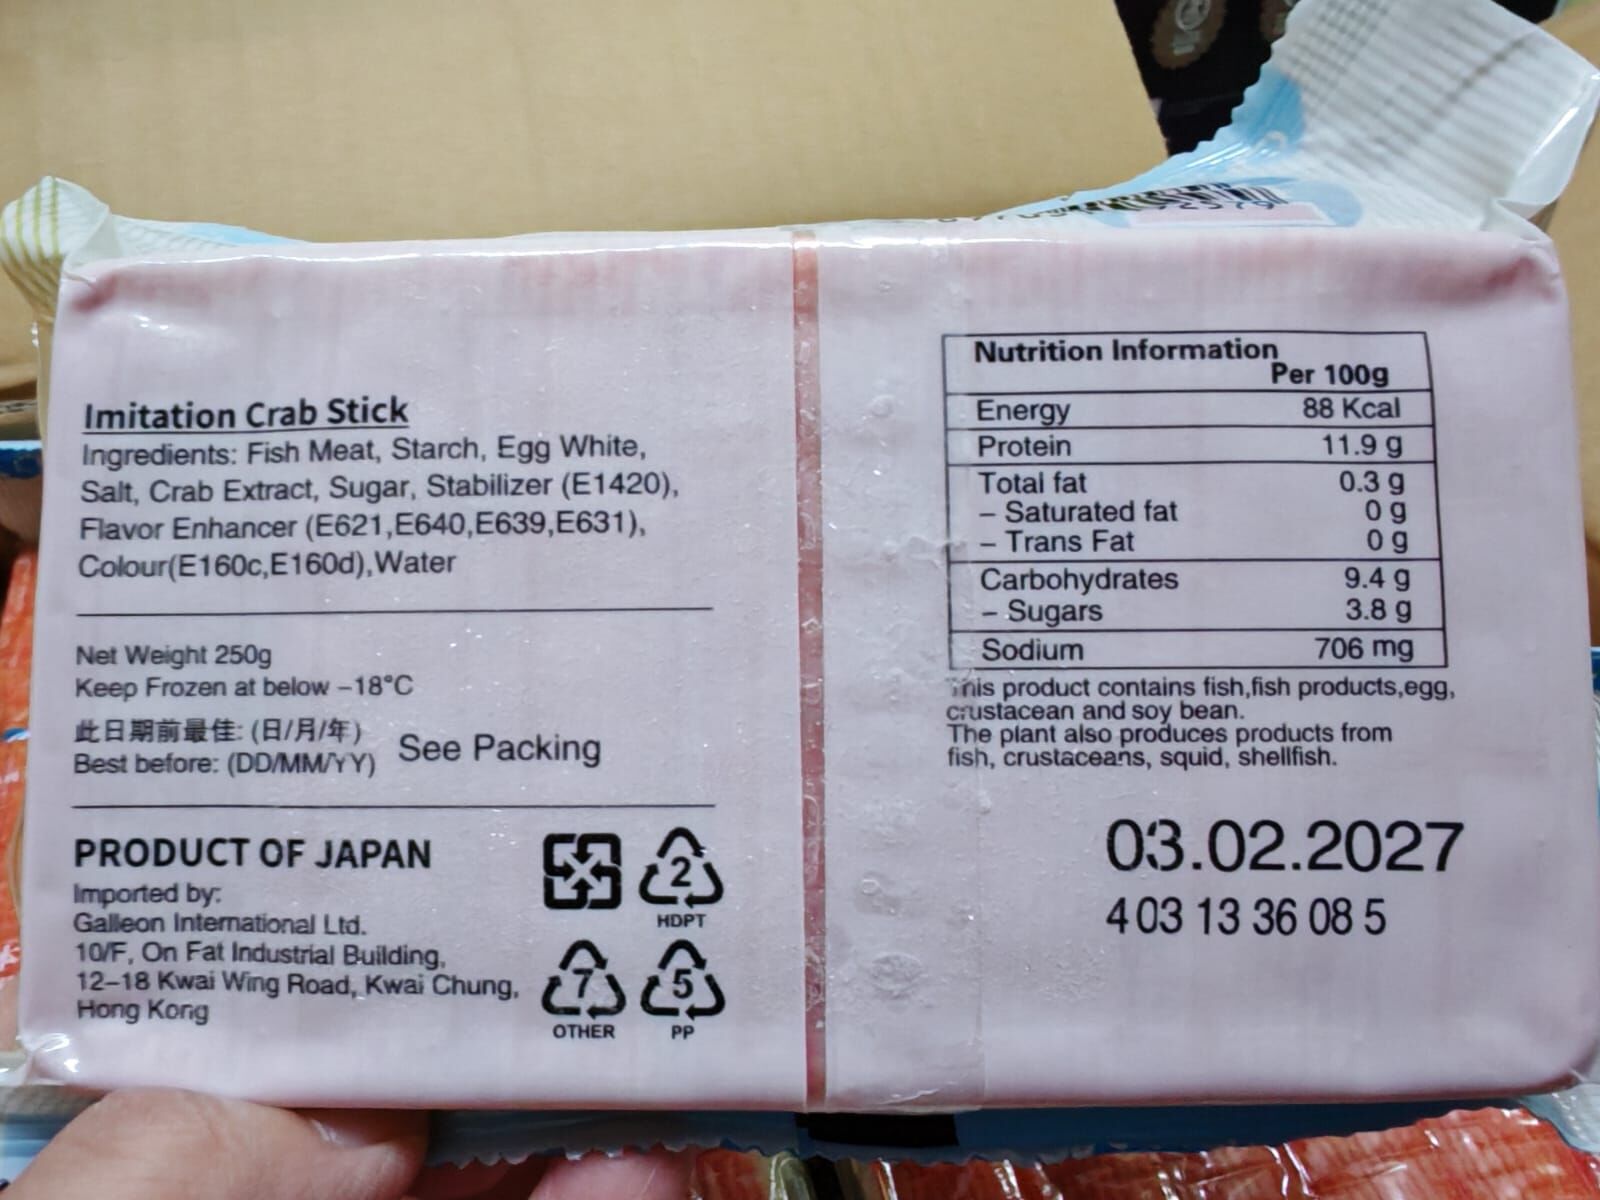 Imitation Crab Stick
Ingredients: Fish Meat, Starch, Egg White,
Salt, Crab Extract, Sugar, Stabilizer (E1420),
Flavor Enhancer (E621,E640,E639,E631),
Colour(E160c,E160d),Water
Net Weight 250g
Keep Frozen at below –18°C
此日期前最佳: (日/月/年)
Best before: (DD/MM/YY) See Packing
PRODUCT OF JAPAN
Imported by:
Galleon International Ltd.
10/F, On Fat Industrial Building,
12–18 Kwai Wing Road, Kwai Chung,
Hong Kong
2
HDPT
7
OTHER
5
PP
Nutrition Information
Per 100g
Energy 88 Kcal
Protein 11.9 g
Total fat 0.3 g
– Saturated fat 0 g
– Trans Fat 0 g
Carbohydrates 9.4 g
– Sugars 3.8 g
Sodium 706 mg
This product contains fish,fish products,egg,
crustacean and soy bean.
The plant also produces products from
fish, crustaceans, squid, shellfish.
03.02.2027
403 13 36 08 5